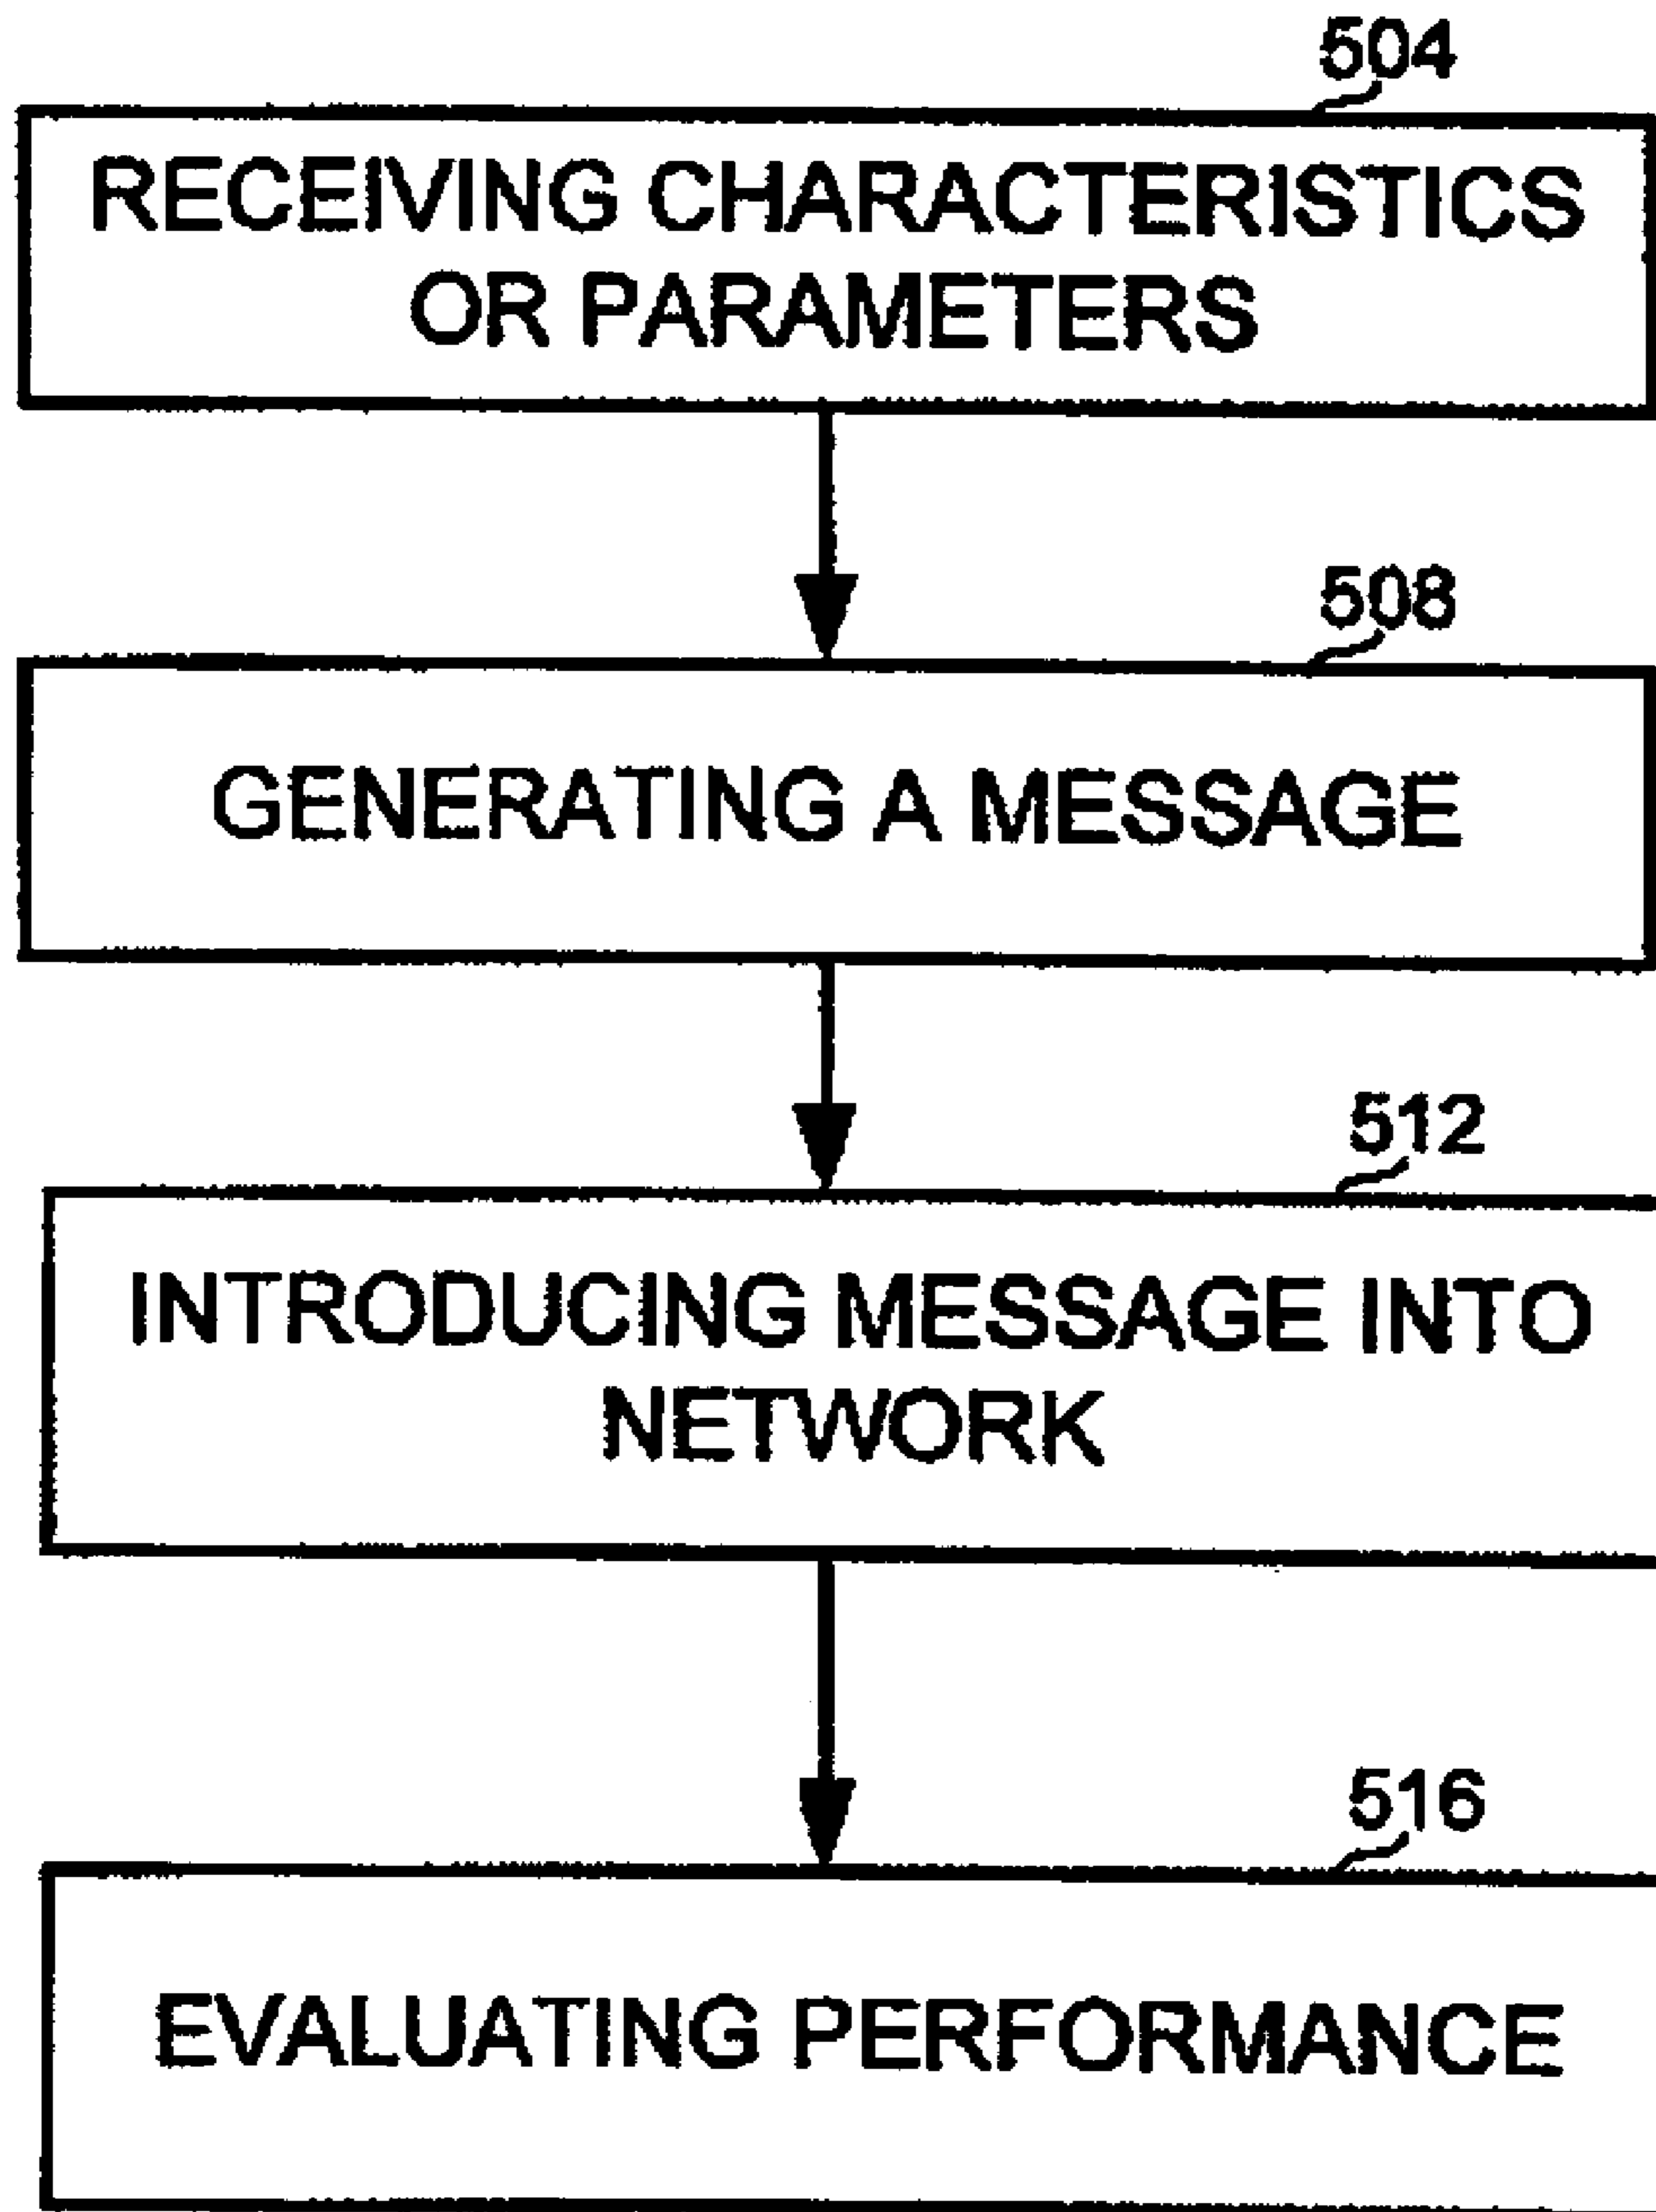 504
RECEIVING CHARACTERISTICS
OR PARAMETERS
508
GENERATING A MESSAGE
512
INTRODUCING MESSAGE INTO
NETWORK
516
EVALUATING PERFORMANCE